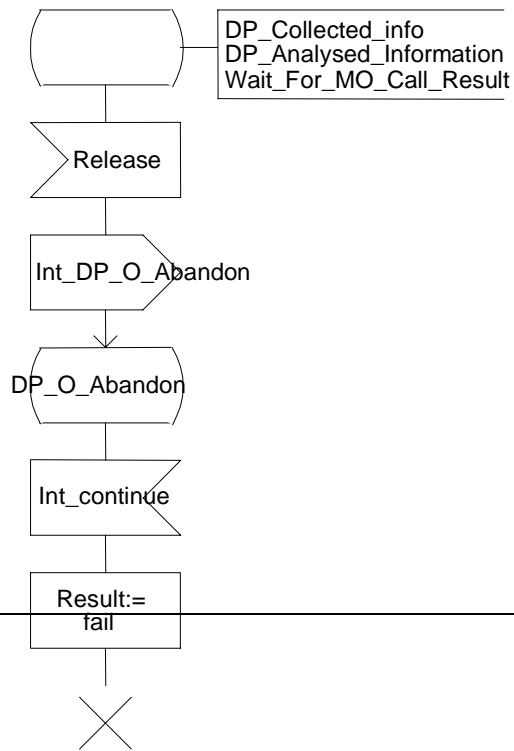 DP_Collected_info
DP_Analysed_Information
Wait_For_MO_Call_Result
Release
Int_DP_O_Abandon
DP_O_Abandon
Int_continue
Result:=
fail